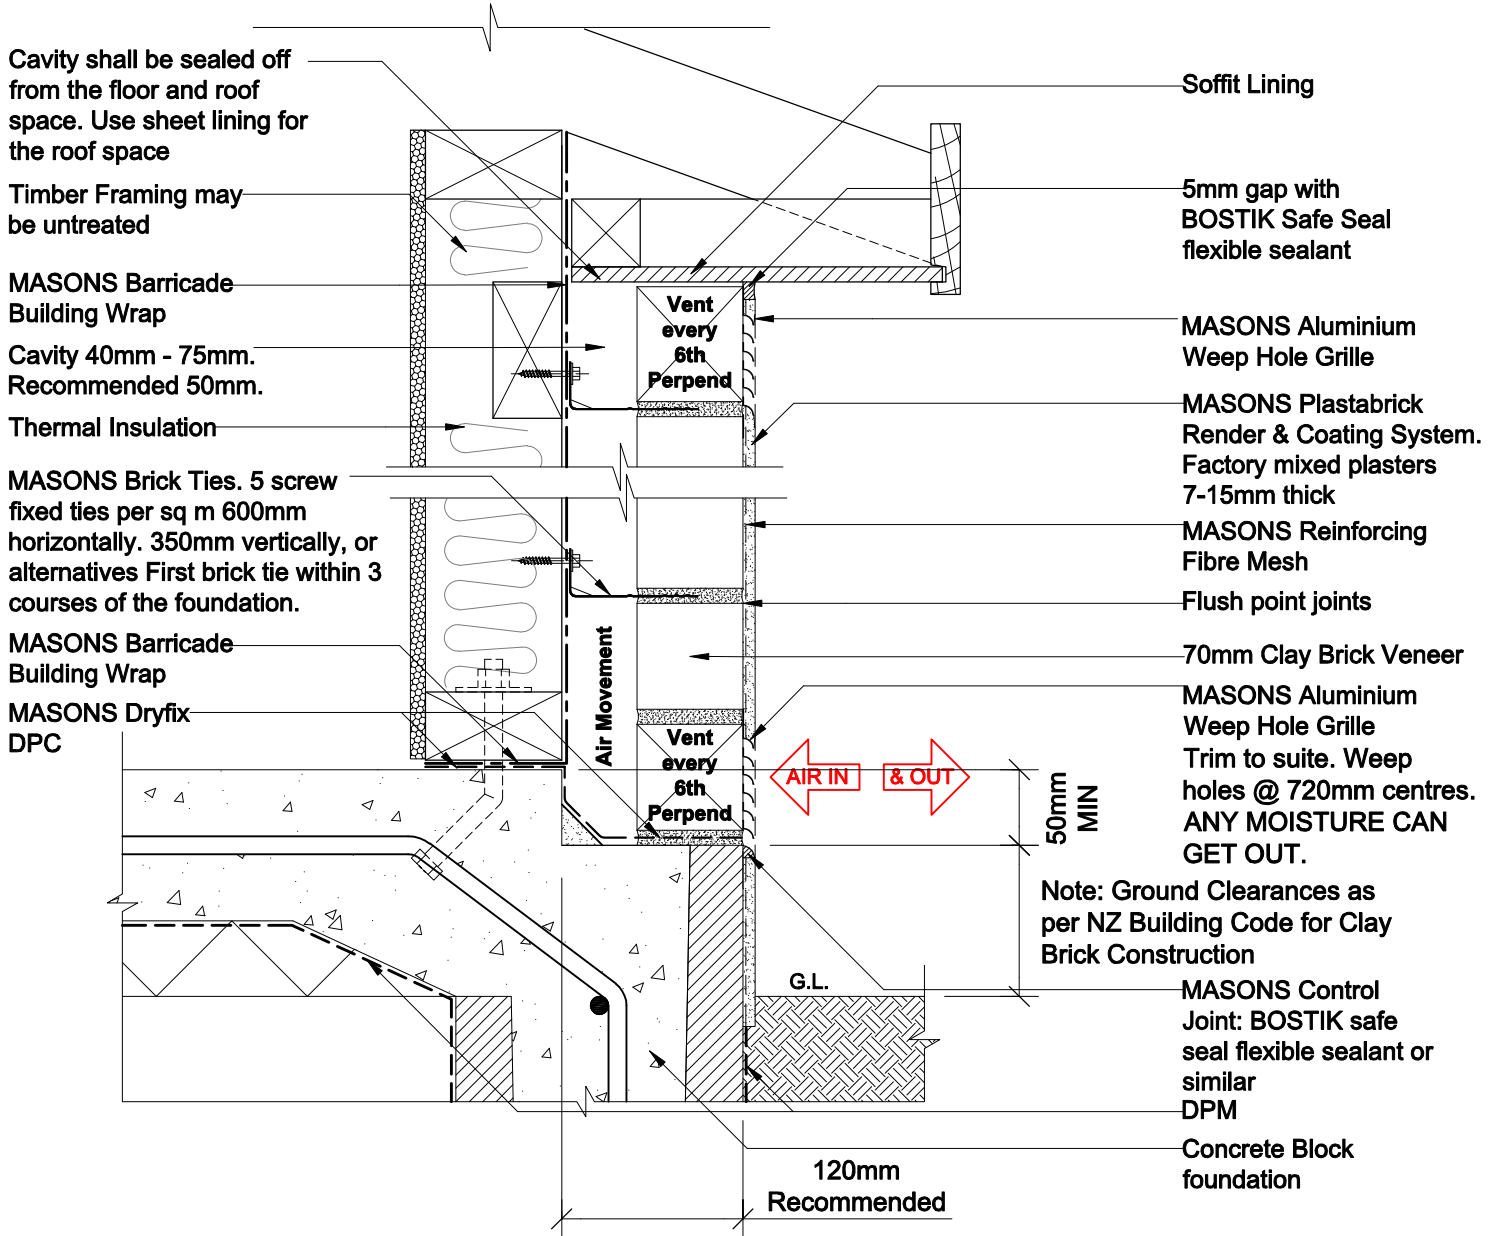 Cavity shall be sealed off
from the floor and roof
space. Use sheet lining for
the roof space
Timber Framing may
be untreated
MASONS Barricade
Building Wrap
Cavity 40mm - 75mm.
Recommended 50mm.
Thermal Insulation
MASONS Brick Ties. 5 screw
fixed ties per sq m 600mm
horizontally. 350mm vertically, or
alternatives First brick tie within 3
courses of the foundation.
MASONS Barricade
Building Wrap
MASONS Dryfix
DPC
Vent
every
6th
Perpend
Air Movement
Vent
every
6th
Perpend
AIR IN
& OUT
50mm
MIN
G.L.
120mm
Recommended
Soffit Lining
5mm gap with
BOSTIK Safe Seal
flexible sealant
MASONS Aluminium
Weep Hole Grille
MASONS Plastabrick
Render & Coating System.
Factory mixed plasters
7-15mm thick
MASONS Reinforcing
Fibre Mesh
Flush point joints
70mm Clay Brick Veneer
MASONS Aluminium
Weep Hole Grille
Trim to suite. Weep
holes @ 720mm centres.
ANY MOISTURE CAN
GET OUT.
Note: Ground Clearances as
per NZ Building Code for Clay
Brick Construction
MASONS Control
Joint: BOSTIK safe
seal flexible sealant or
similar
DPM
Concrete Block
foundation